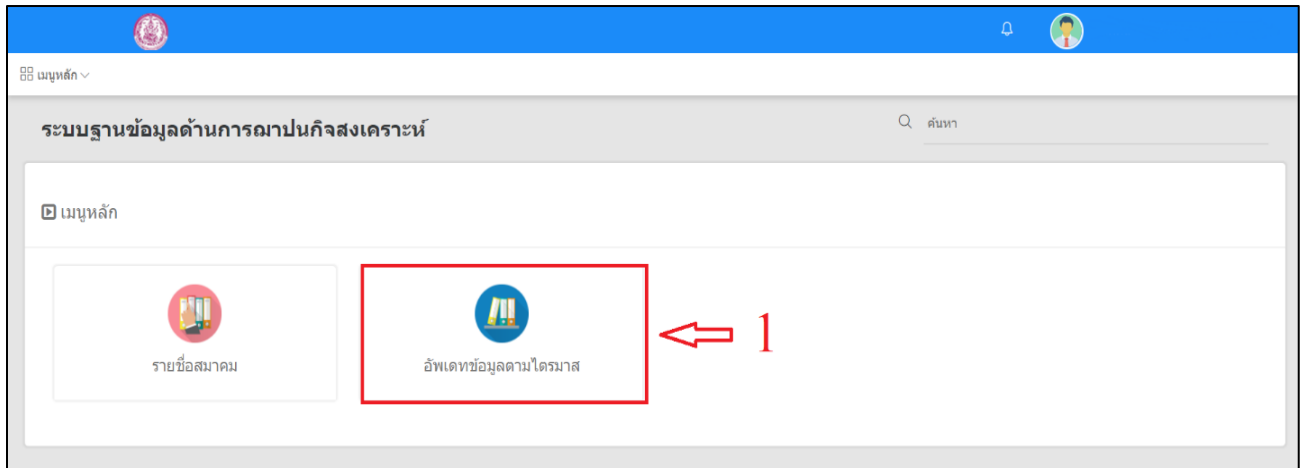 เมนูหลัก
ระบบฐานข้อมูลด้านการฌาปนกิจสงเคราะห์
ค้นหา
เมนูหลัก
รายชื่อสมาคม
อัพเดทข้อมูลตามไตรมาส
1